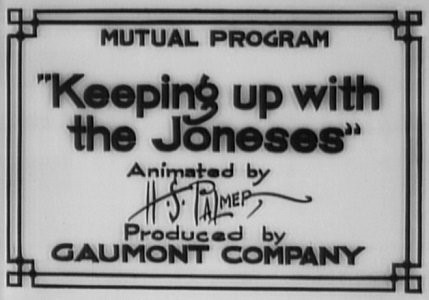 MUTUAL PROGRAM
"Keeping up with
the Joneses"
Animated by
H.S. PALMER
Produced by
GAUMONT COMPANY